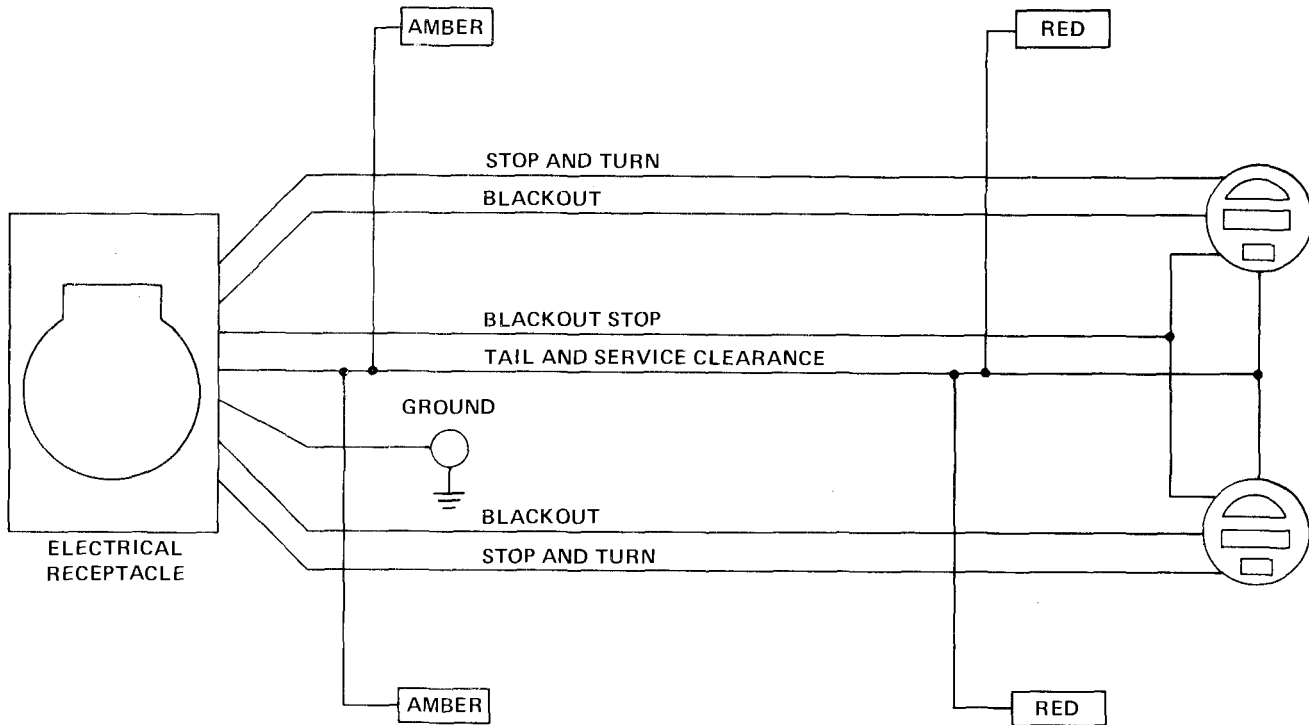 AMBER
RED
STOP AND TURN
BLACKOUT
BLACKOUT STOP
TAIL AND SERVICE CLEARANCE
GROUND
BLACKOUT
STOP AND TURN
ELECTRICAL
RECEPTACLE
AMBER
RED